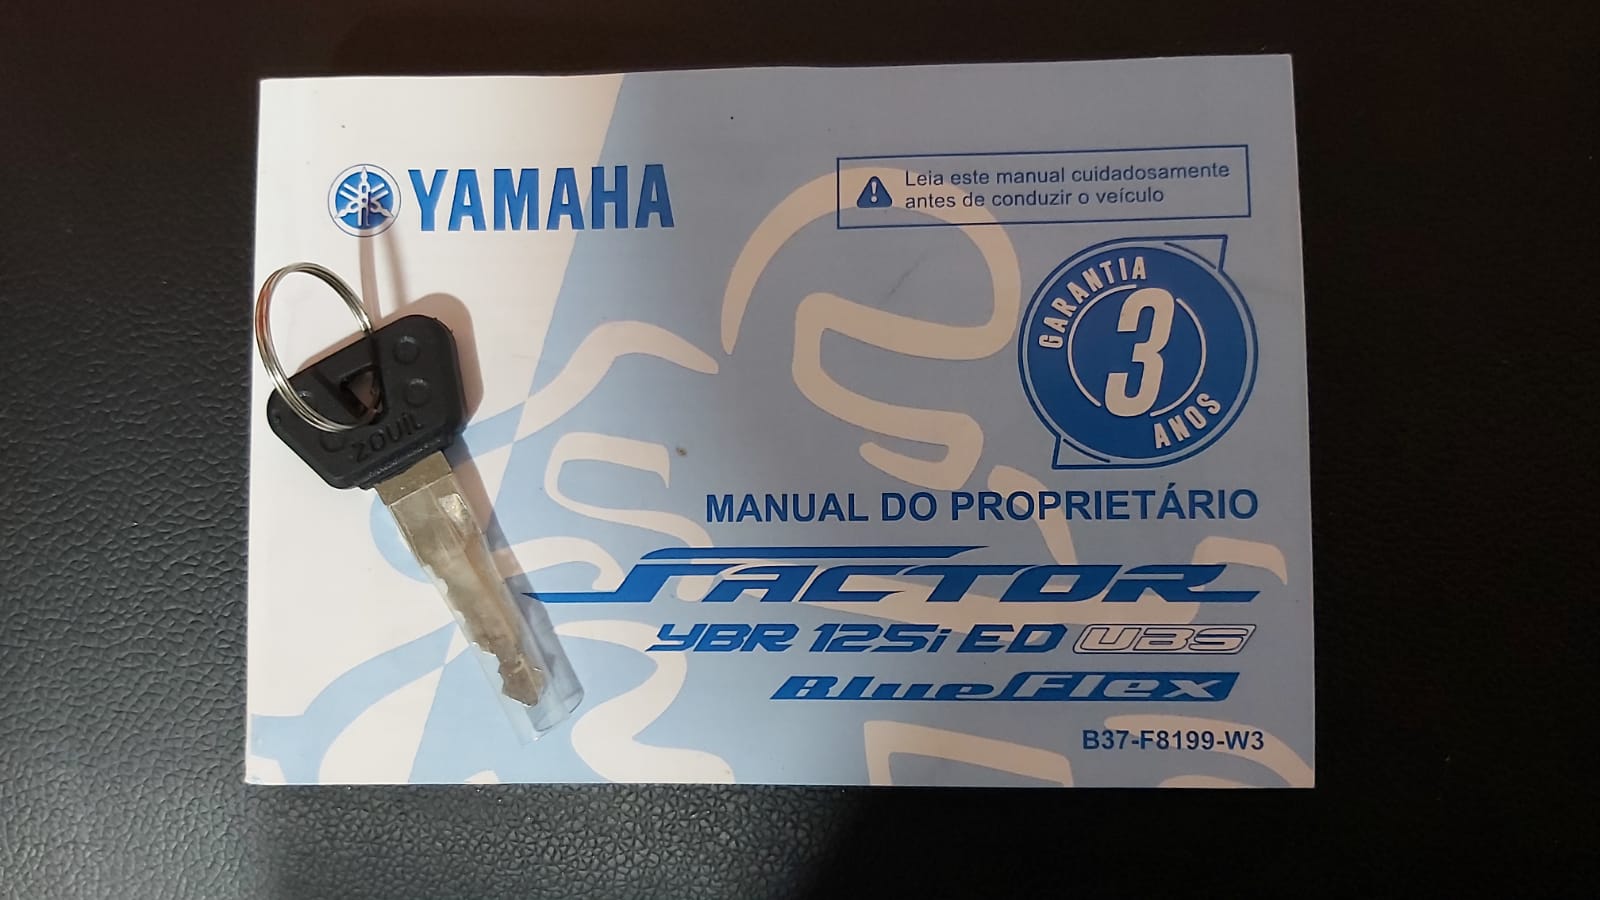 YAMAHA
Leia este manual cuidadosamente
antes de conduzir o veículo
GARANTIA
3
ANOS
ZOUIL
MANUAL DO PROPRIETÁRIO
FACTOR
YBR 125i ED UBS
BlueFlex
B37-F8199-W3